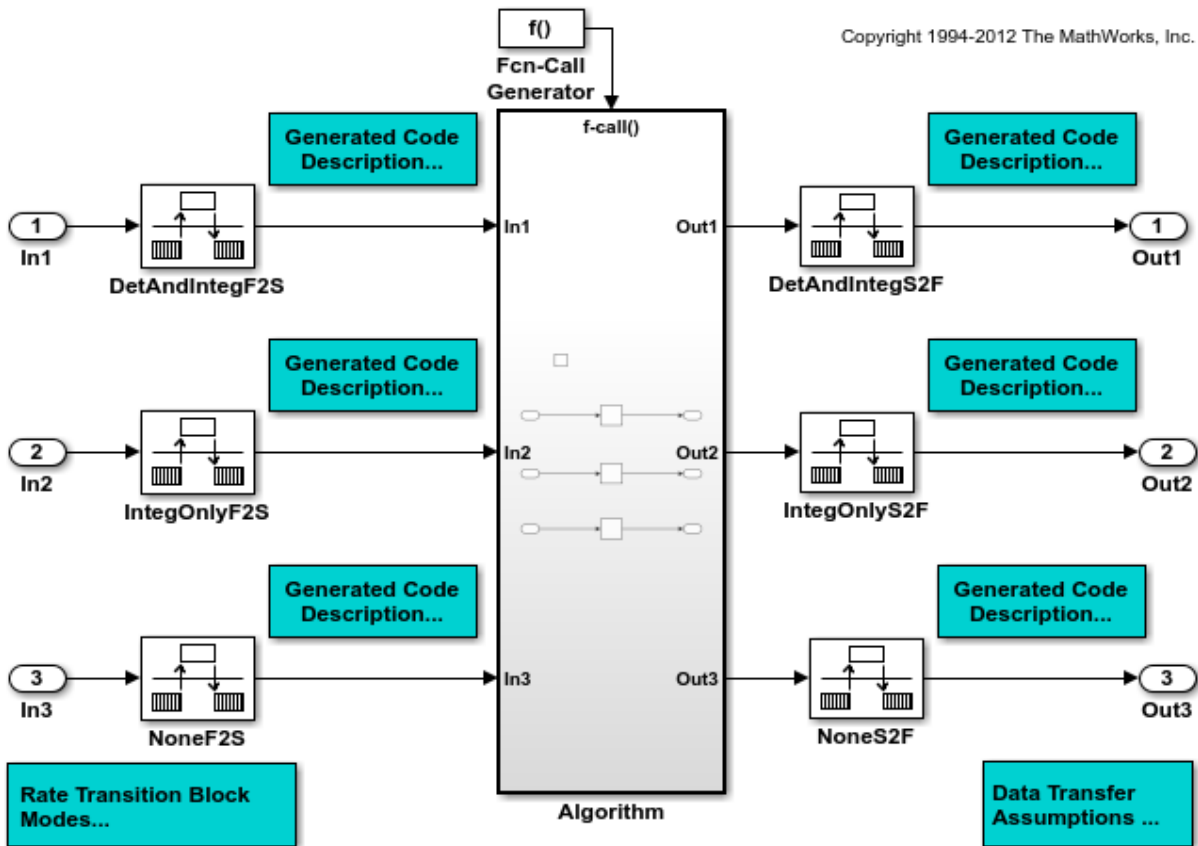 f()
Copyright 1994-2012 The MathWorks, Inc.
Fcn-Call
Generator
f-call()
Generated Code
Description...
Generated Code
Description...
1
In1
DetAndIntegF2S
In1
Out1
DetAndIntegS2F
1
Out1
Generated Code
Description...
Generated Code
Description...
2
In2
IntegOnlyF2S
In2
Out2
IntegOnlyS2F
2
Out2
Generated Code
Description...
Generated Code
Description...
3
In3
NoneF2S
In3
Out3
NoneS2F
3
Out3
Rate Transition Block
Modes...
Algorithm
Data Transfer
Assumptions ...